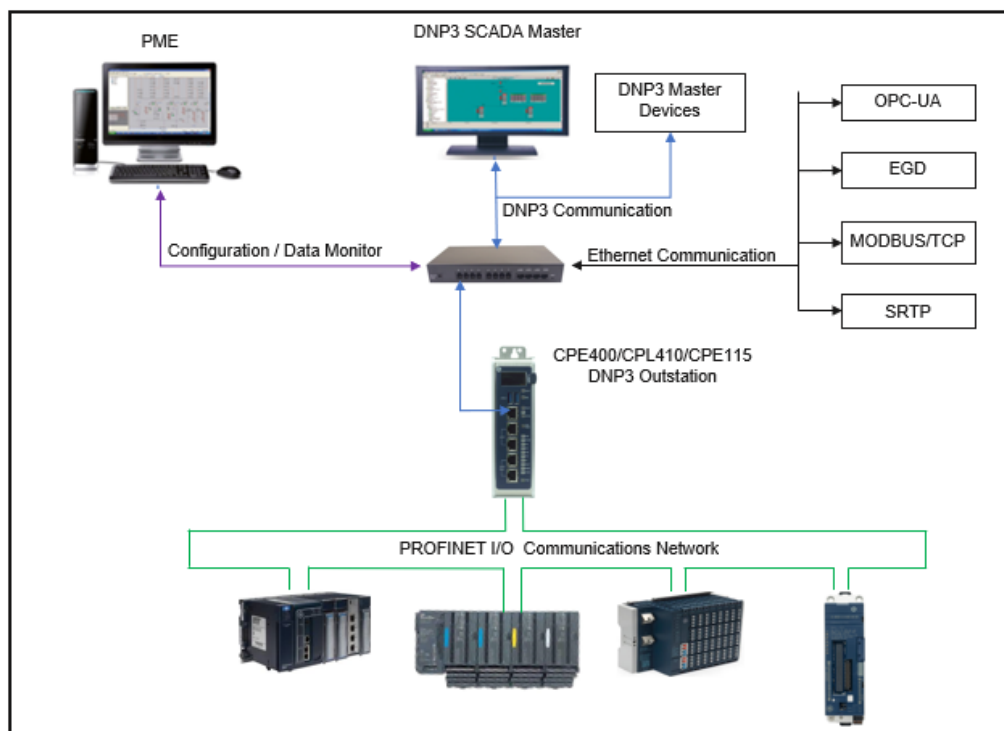 PME
DNP3 SCADA Master
DNP3 Master
Devices
OPC-UA
EGD
MODBUS/TCP
SRTP
DNP3 Communication
Configuration / Data Monitor
Ethernet Communication
CPE400/CPL410/CPE115
DNP3 Outstation
PROFINET I/O Communications Network